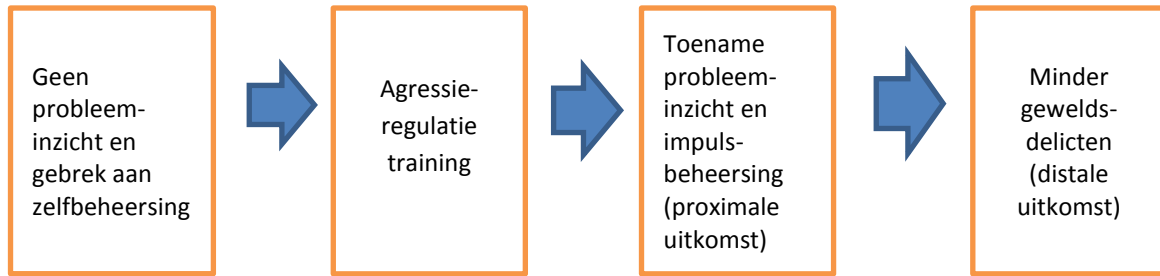 Geen
probleem-
inzicht en
gebrek aan
zelfbeheersing
Agressie-
regulatie
training
Toename
probleem-
inzicht en
impuls-
beheersing
(proximale
uitkomst)
Minder
gewelds-
delicten
(distale
uitkomst)